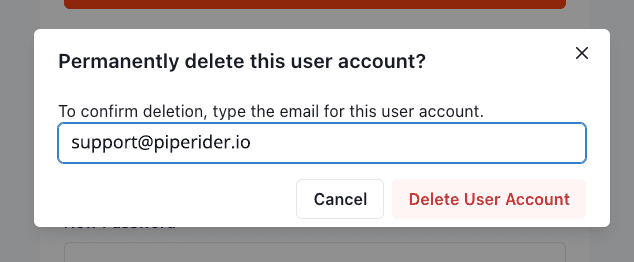 Permanently delete this user account?
To confirm deletion, type the email for this user account.
support@piperider.io
Cancel
Delete User Account